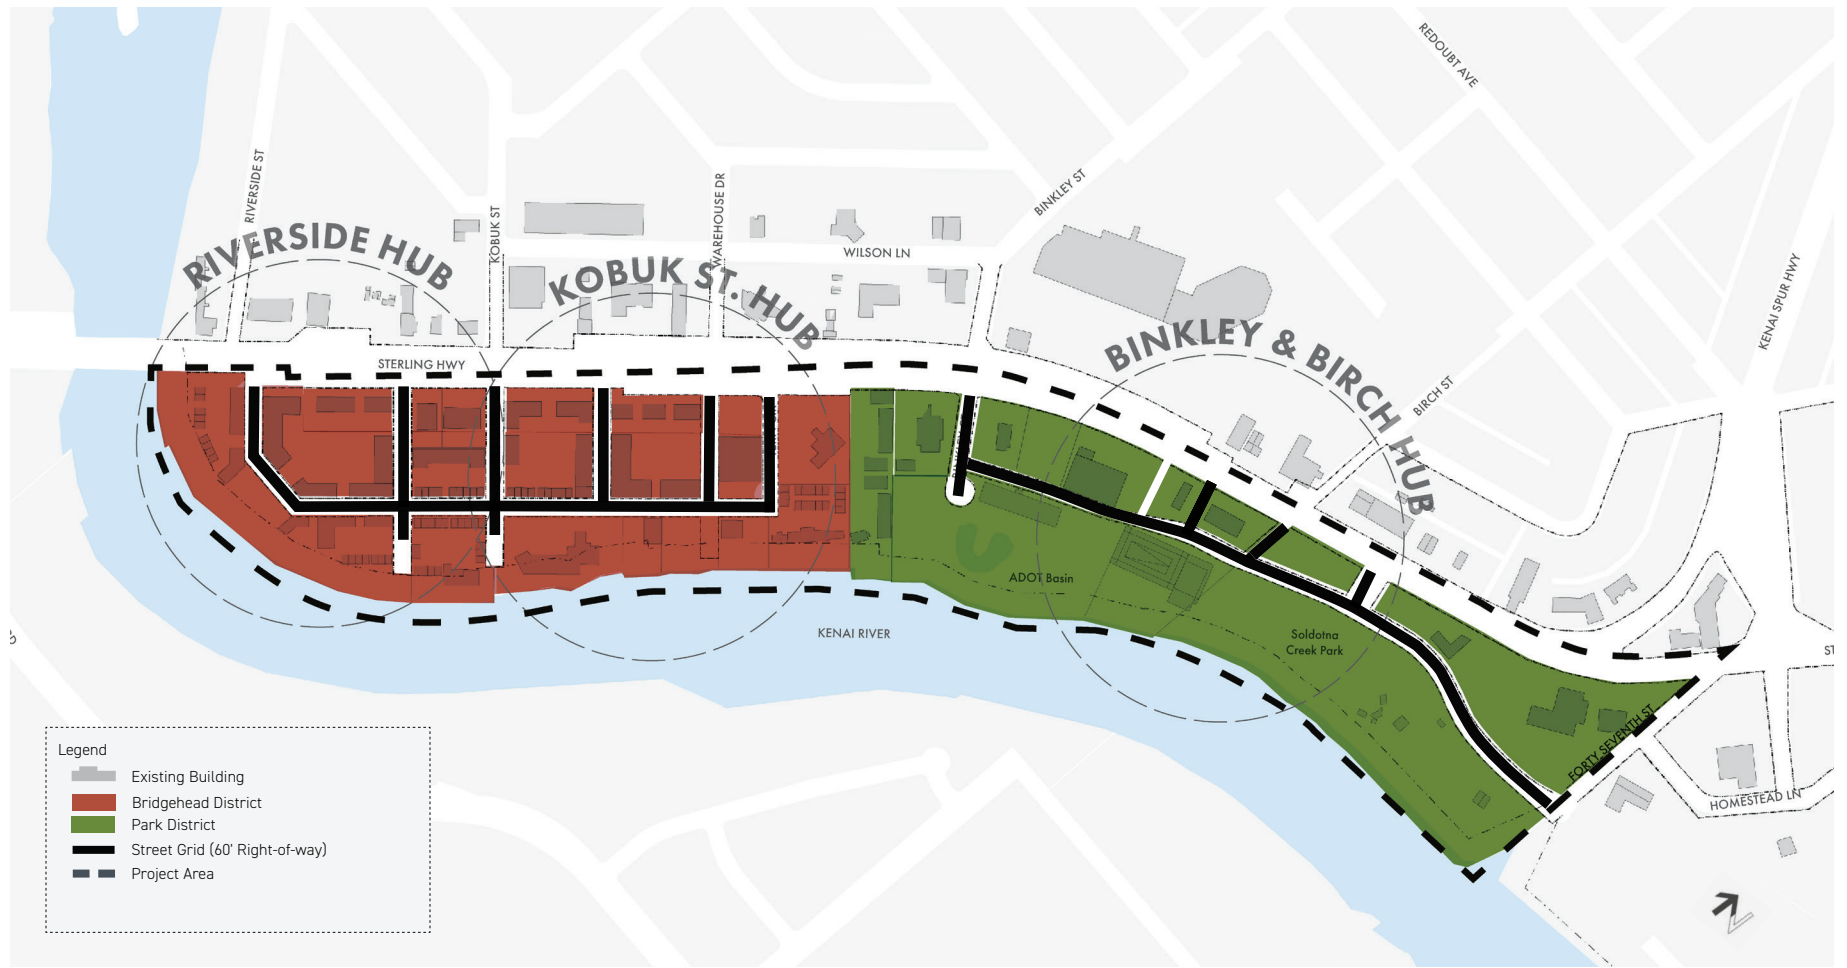 REDOUBT AVE
RIVERSIDE ST
KOBUK ST
WAREHOUSE DR
BINKLEY ST
WILSON LN
KENAI SPUR HWY
RIVERSIDE HUB
KOBUK ST. HUB
BINKLEY & BIRCH HUB
STERLING HWY
BIRCH ST
ADOT Basin
KENAI RIVER
Soldotna
Creek Park
ST
FORTY SEVENTH ST
HOMESTEAD LN
Legend
Existing Building
Bridgehead District
Park District
Street Grid (60' Right-of-way)
Project Area
N